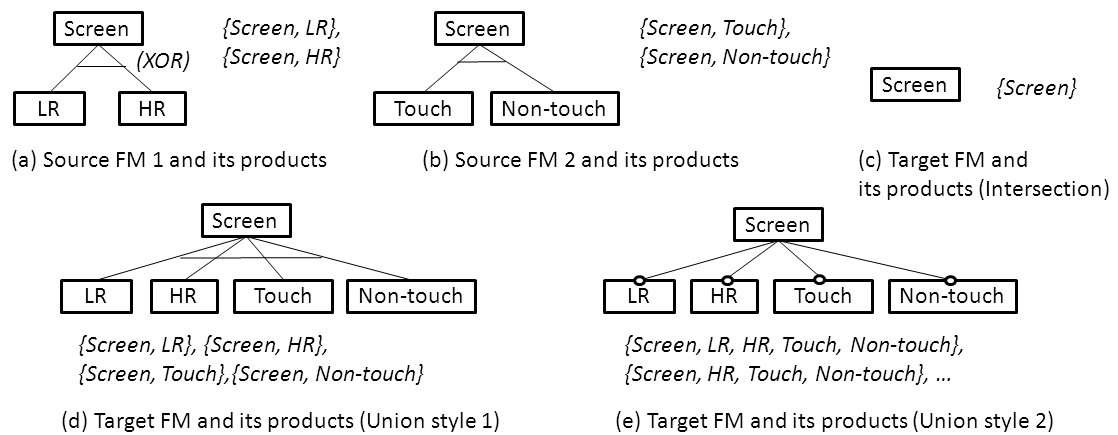 Screen
(XOR)
LR HR
{Screen, LR},
{Screen, HR}
(a) Source FM 1 and its products
Screen
Touch Non-touch
{Screen, Touch},
{Screen, Non-touch}
(b) Source FM 2 and its products
Screen {Screen}
(c) Target FM and
its products (Intersection)
Screen
LR HR Touch Non-touch
{Screen, LR}, {Screen, HR},
{Screen, Touch},{Screen, Non-touch}
(d) Target FM and its products (Union style 1)
Screen
LR HR Touch Non-touch
{Screen, LR, HR, Touch, Non-touch},
{Screen, HR, Touch, Non-touch}, ...
(e) Target FM and its products (Union style 2)